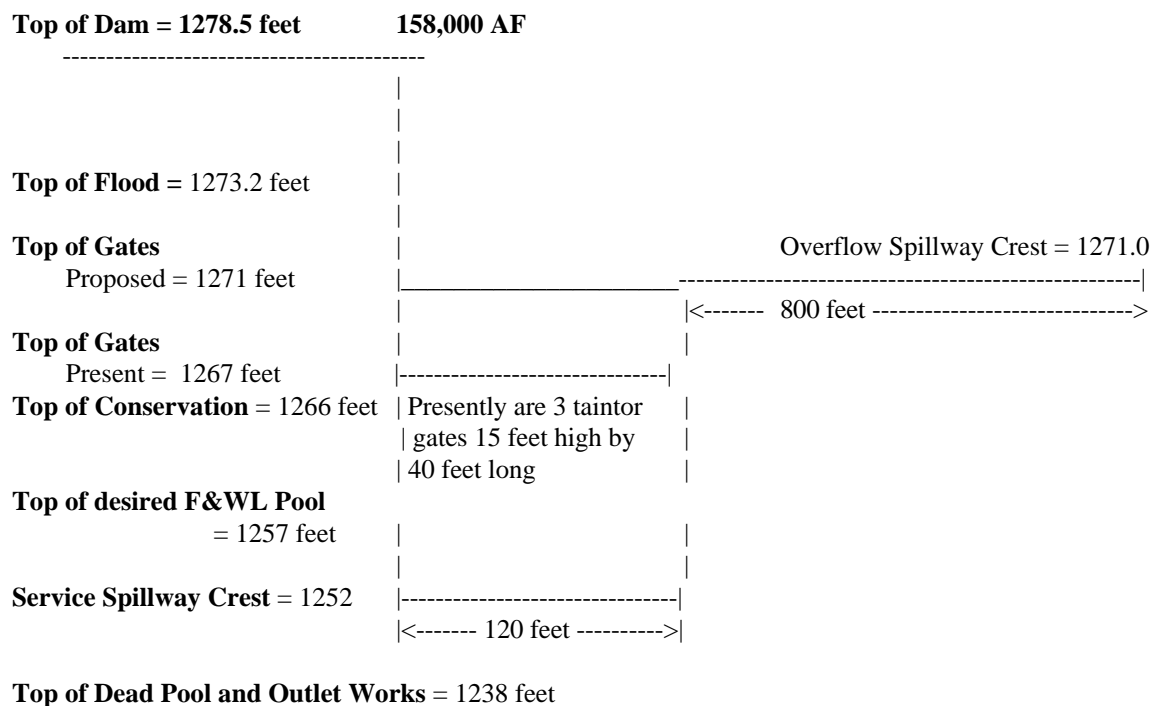 Top of Dam = 1278.5 feet 158,000 AF
Top of Flood = 1273.2 feet
Top of Gates Overflow Spillway Crest = 1271.0
Proposed = 1271 feet
|<------- 800 feet ------------------------------>
Top of Gates
Present = 1267 feet
Top of Conservation = 1266 feet | Presently are 3 taintor
| gates 15 feet high by
| 40 feet long
Top of desired F&WL Pool
= 1257 feet
Service Spillway Crest = 1252
|<------- 120 feet ---------->|
Top of Dead Pool and Outlet Works = 1238 feet